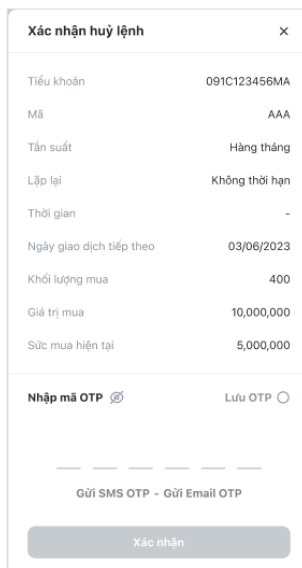 Xác nhận huỷ lệnh
Tiểu khoản 091C123456MA
Mã AAA
Tần suất Hàng tháng
Lặp lại Không thời hạn
Thời gian -
Ngày giao dịch tiếp theo 03/06/2023
Khối lượng mua 400
Giá trị mua 10,000,000
Sức mua hiện tại 5,000,000
Nhập mã OTP Lưu OTP
Gửi SMS OTP - Gửi Email OTP
Xác nhận